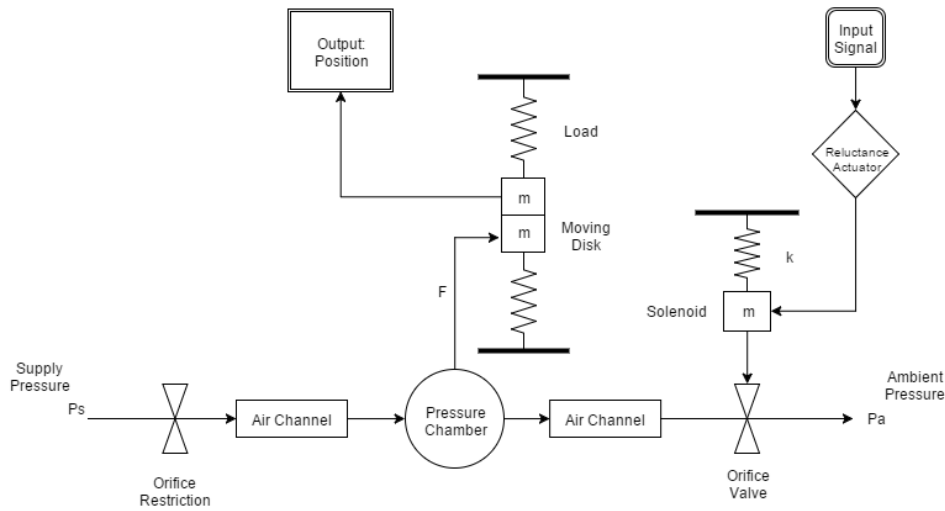 Output:
Position
Input
Signal
Load
Reluctance
Actuator
m
m
Moving
Disk
k
F
Solenoid
m
Supply
Pressure
Ps
Air Channel
Pressure
Chamber
Air Channel
Ambient
Pressure
Pa
Orifice
Restriction
Orifice
Valve